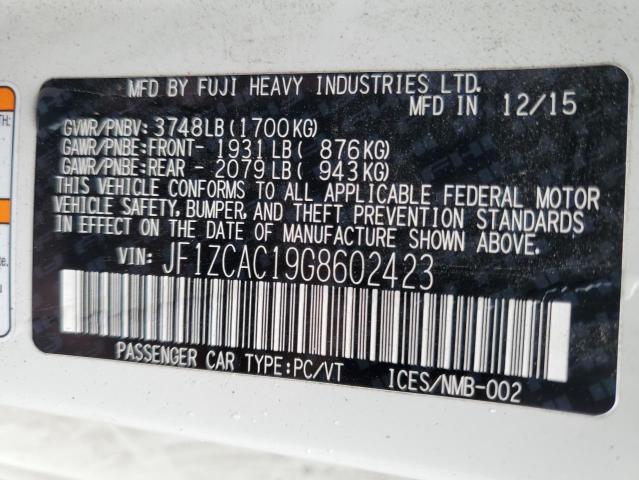 MFD BY FUJI HEAVY INDUSTRIES LTD.
MFD IN 12/15
GVWR/PNBV: 3748LB(1700KG)
GAWR/PNBE:FRONT- 1931LB( 876KG)
GAWR/PNBE:REAR - 2079LB( 943KG)
THIS VEHICLE CONFORMS TO ALL APPLICABLE FEDERAL MOTOR
VEHICLE SAFETY, BUMPER, AND THEFT PREVENTION STANDARDS
IN EFFECT ON THE DATE OF MANUFACTURE SHOWN ABOVE.
VIN: JF1ZCAC19G8602423
PASSENGER CAR TYPE:PC/VT ICES/NMB-002